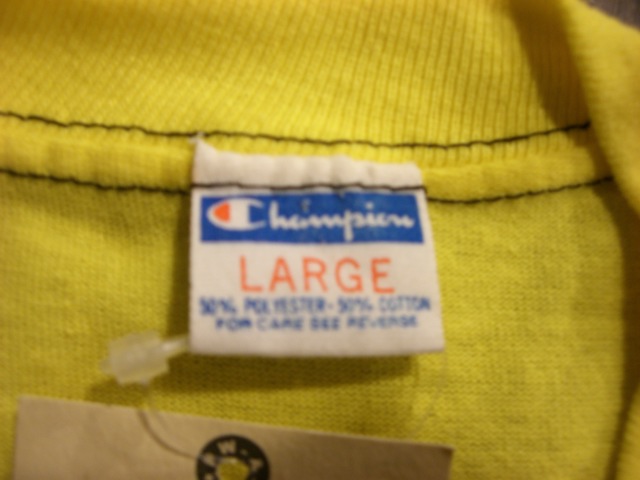 Champion
LARGE
50% POLYESTER - 50% COTTON
FOR CARE SEE REVERSE